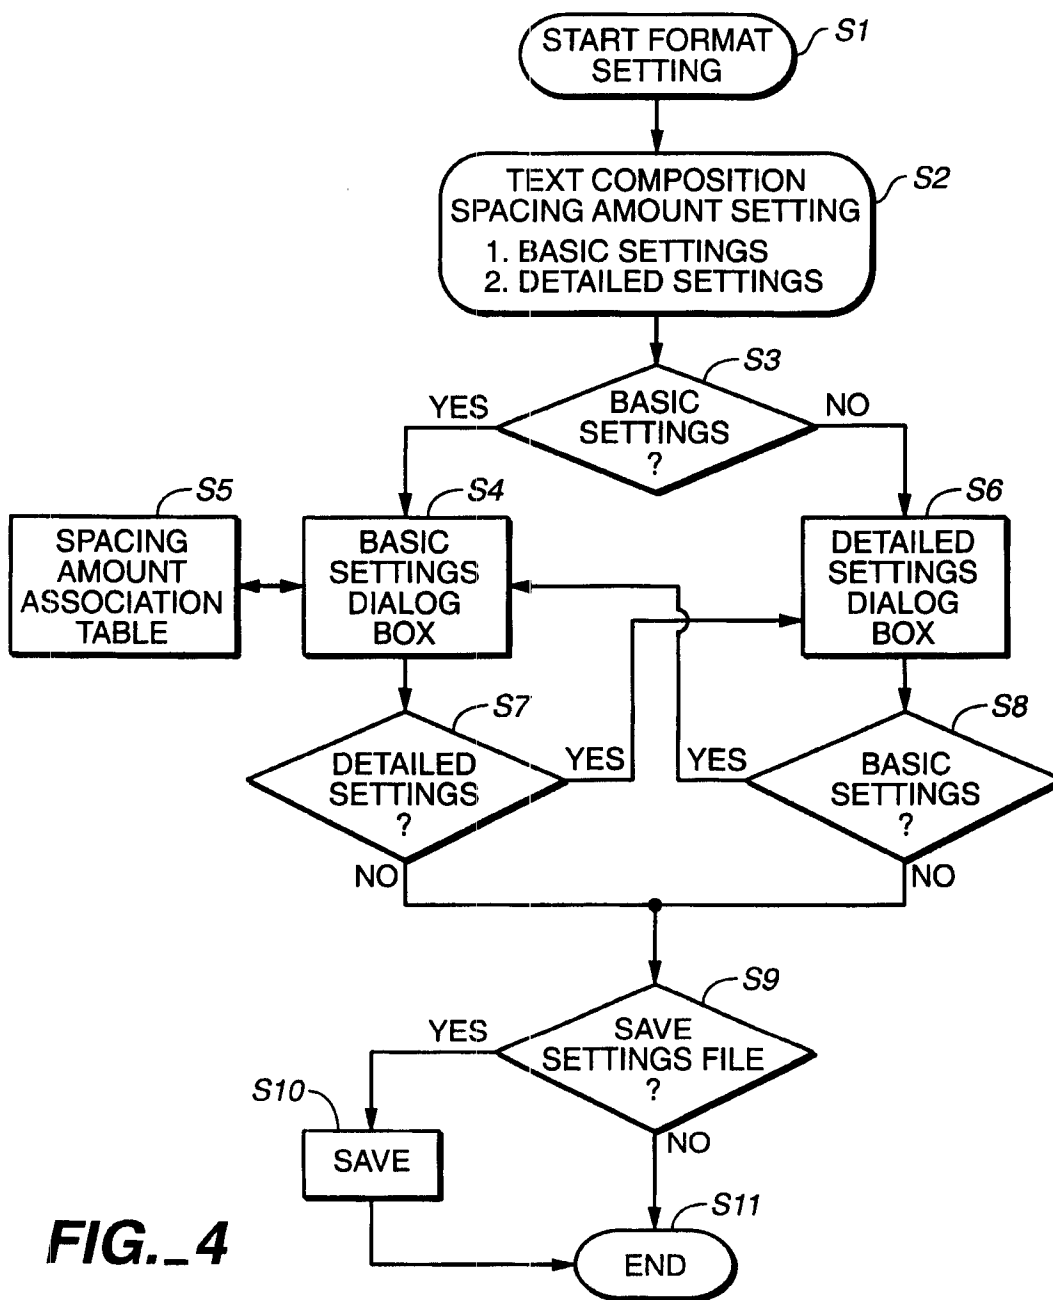 START FORMAT
SETTING
S1
TEXT COMPOSITION
SPACING AMOUNT SETTING
1. BASIC SETTINGS
2. DETAILED SETTINGS
S2
S3
BASIC
SETTINGS
?
YES
NO
S5
SPACING
AMOUNT
ASSOCIATION
TABLE
S4
BASIC
SETTINGS
DIALOG
BOX
S6
DETAILED
SETTINGS
DIALOG
BOX
S7
DETAILED
SETTINGS
?
YES
NO
S8
BASIC
SETTINGS
?
YES
NO
S9
SAVE
SETTINGS FILE
?
YES
NO
S10
SAVE
S11
END
FIG._4